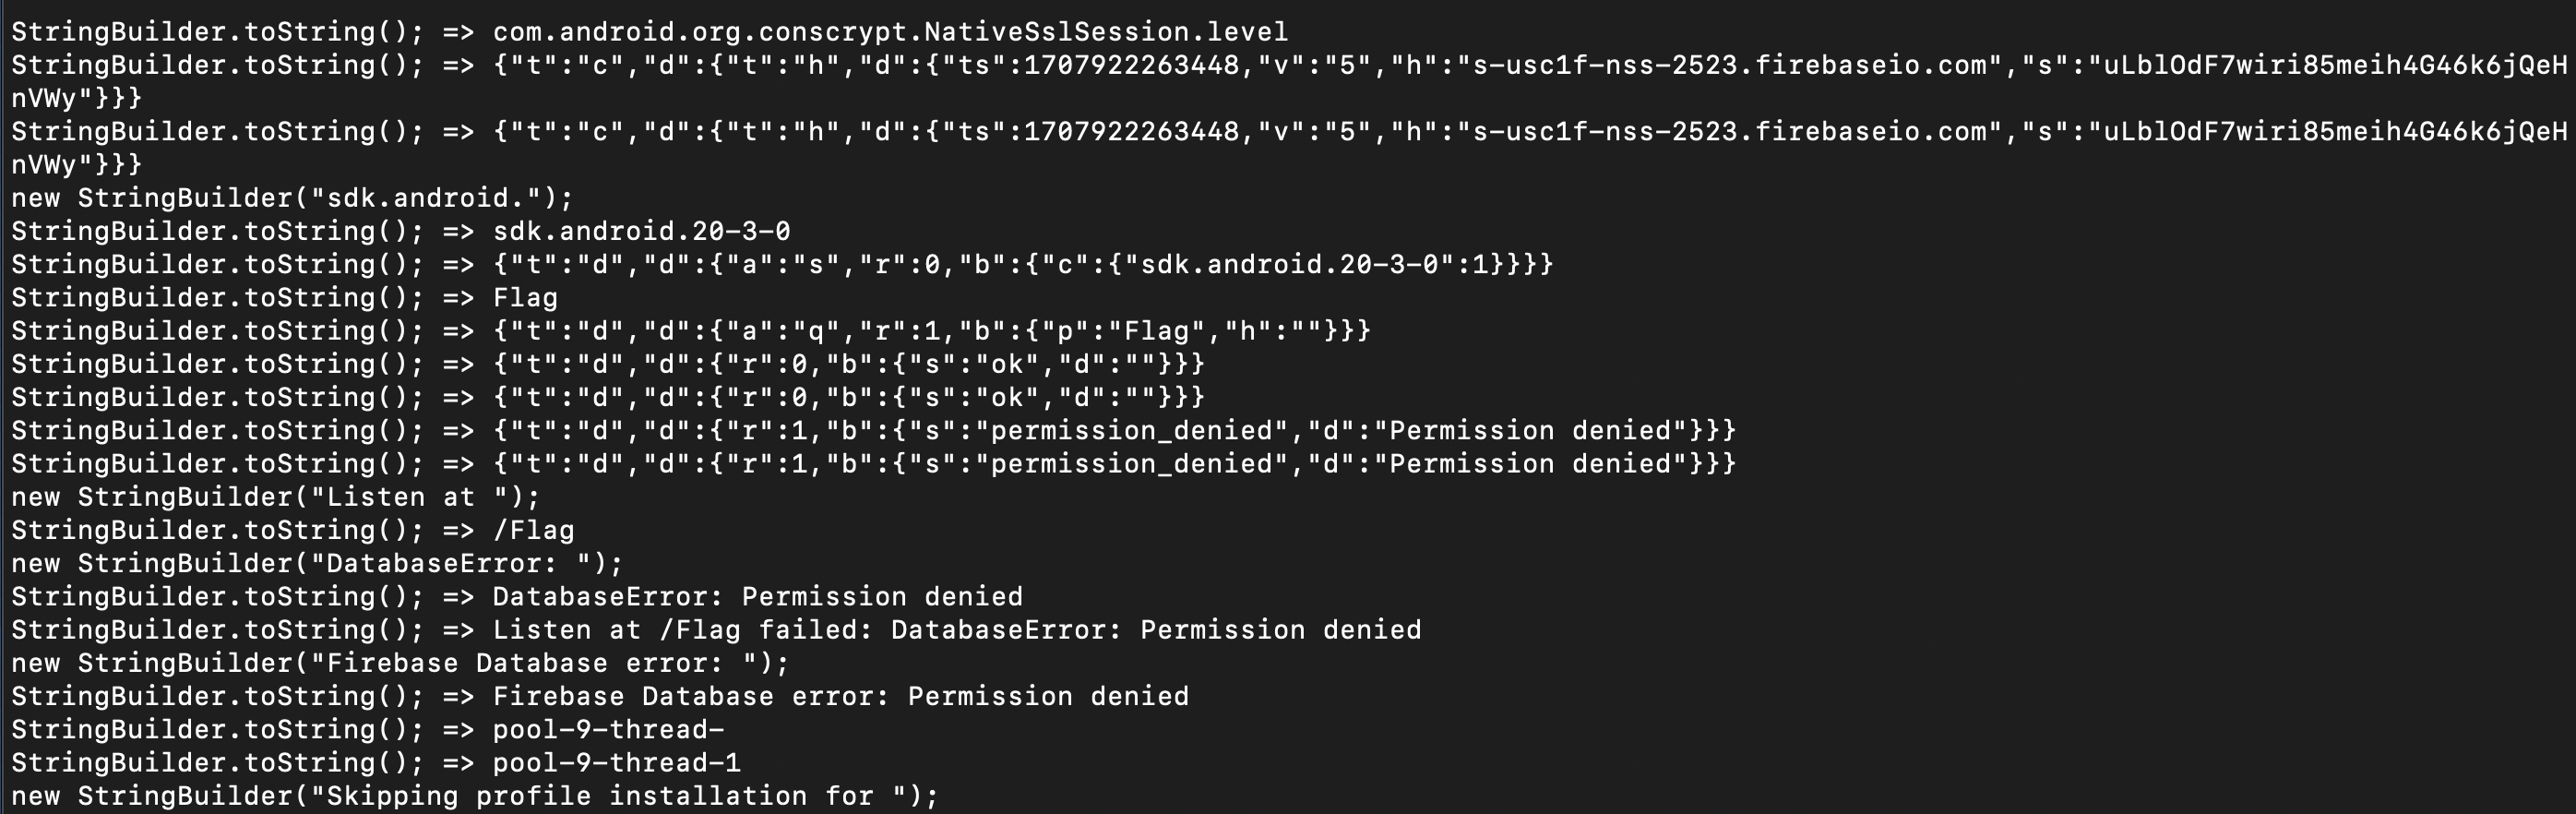 StringBuilder.toString(); => com.android.org.conscrypt.NativeSslSession.level
StringBuilder.toString(); => {"t":"c","d":{"t":"h","d":{"ts":1707922263448,"v":"5","h":"s-usc1f-nss-2523.firebaseio.com","s":"uLblOdF7wiri85meih4G46k6jQeH
nVWy"}}}
StringBuilder.toString(); => {"t":"c","d":{"t":"h","d":{"ts":1707922263448,"v":"5","h":"s-usc1f-nss-2523.firebaseio.com","s":"uLblOdF7wiri85meih4G46k6jQeH
nVWy"}}}
new StringBuilder("sdk.android.");
StringBuilder.toString(); => sdk.android.20-3-0
StringBuilder.toString(); => {"t":"d","d":{"a":"s","r":0,"b":{"c":{"sdk.android.20-3-0":1}}}}
StringBuilder.toString(); => Flag
StringBuilder.toString(); => {"t":"d","d":{"a":"q","r":1,"b":{"p":"Flag","h":""}}}
StringBuilder.toString(); => {"t":"d","d":{"r":0,"b":{"s":"ok","d":""}}}
StringBuilder.toString(); => {"t":"d","d":{"r":0,"b":{"s":"ok","d":""}}}
StringBuilder.toString(); => {"t":"d","d":{"r":1,"b":{"s":"permission_denied","d":"Permission denied"}}}
StringBuilder.toString(); => {"t":"d","d":{"r":1,"b":{"s":"permission_denied","d":"Permission denied"}}}
new StringBuilder("Listen at ");
StringBuilder.toString(); => /Flag
new StringBuilder("DatabaseError: ");
StringBuilder.toString(); => DatabaseError: Permission denied
StringBuilder.toString(); => Listen at /Flag failed: DatabaseError: Permission denied
new StringBuilder("Firebase Database error: ");
StringBuilder.toString(); => Firebase Database error: Permission denied
StringBuilder.toString(); => pool-9-thread-
StringBuilder.toString(); => pool-9-thread-1
new StringBuilder("Skipping profile installation for ");